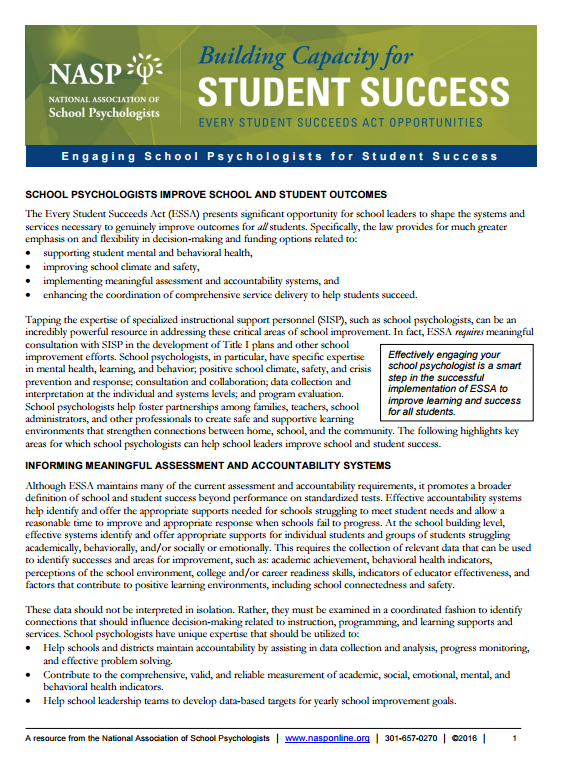 Building Capacity for
NASP
STUDENT SUCCESS
NATIONAL ASSOCIATION OF
School Psychologists
EVERY STUDENT SUCCEEDS ACT OPPORTUNITIES
Engaging School Psychologists for Student Success
SCHOOL PSYCHOLOGISTS IMPROVE SCHOOL AND STUDENT OUTCOMES
The Every Student Succeeds Act (ESSA) presents significant opportunity for school leaders to shape the systems and
services necessary to genuinely improve outcomes for all students. Specifically, the law provides for much greater
emphasis on and flexibility in decision-making and funding options related to:
• supporting student mental and behavioral health,
• improving school climate and safety,
• implementing meaningful assessment and accountability systems, and
• enhancing the coordination of comprehensive service delivery to help students succeed.
Tapping the expertise of specialized instructional support personnel (SISP), such as school psychologists, can be an
incredibly powerful resource in addressing these critical areas of school improvement. In fact, ESSA requires meaningful
consultation with SISP in the development of Title I plans and other school
improvement efforts. School psychologists, in particular, have specific expertise
in mental health, learning, and behavior; positive school climate, safety, and crisis
prevention and response; consultation and collaboration; data collection and
interpretation at the individual and systems levels; and program evaluation.
School psychologists help foster partnerships among families, teachers, school
administrators, and other professionals to create safe and supportive learning
environments that strengthen connections between home, school, and the community. The following highlights key
areas for which school psychologists can help school leaders improve school and student success.
Effectively engaging your
school psychologist is a smart
step in the successful
implementation of ESSA to
improve learning and success
for all students.
INFORMING MEANINGFUL ASSESSMENT AND ACCOUNTABILITY SYSTEMS
Although ESSA maintains many of the current assessment and accountability requirements, it promotes a broader
definition of school and student success beyond performance on standardized tests. Effective accountability systems
help identify and offer the appropriate supports needed for schools struggling to meet student needs and allow a
reasonable time to improve and appropriate response when schools fail to progress. At the school building level,
effective systems identify and offer appropriate supports for individual students and groups of students struggling
academically, behaviorally, and/or socially or emotionally. This requires the collection of relevant data that can be used
to identify successes and areas for improvement, such as: academic achievement, behavioral health indicators,
perceptions of the school environment, college and/or career readiness skills, indicators of educator effectiveness, and
factors that contribute to positive learning environments, including school connectedness and safety.
These data should not be interpreted in isolation. Rather, they must be examined in a coordinated fashion to identify
connections that should influence decision-making related to instruction, programming, and learning supports and
services. School psychologists have unique expertise that should be utilized to:
• Help schools and districts maintain accountability by assisting in data collection and analysis, progress monitoring,
and effective problem solving.
• Contribute to the comprehensive, valid, and reliable measurement of academic, social, emotional, mental, and
behavioral health indicators.
• Help school leadership teams to develop data-based targets for yearly school improvement goals.
A resource from the National Association of School Psychologists | www.nasponline.org | 301-657-0270 | ©2016 | 1